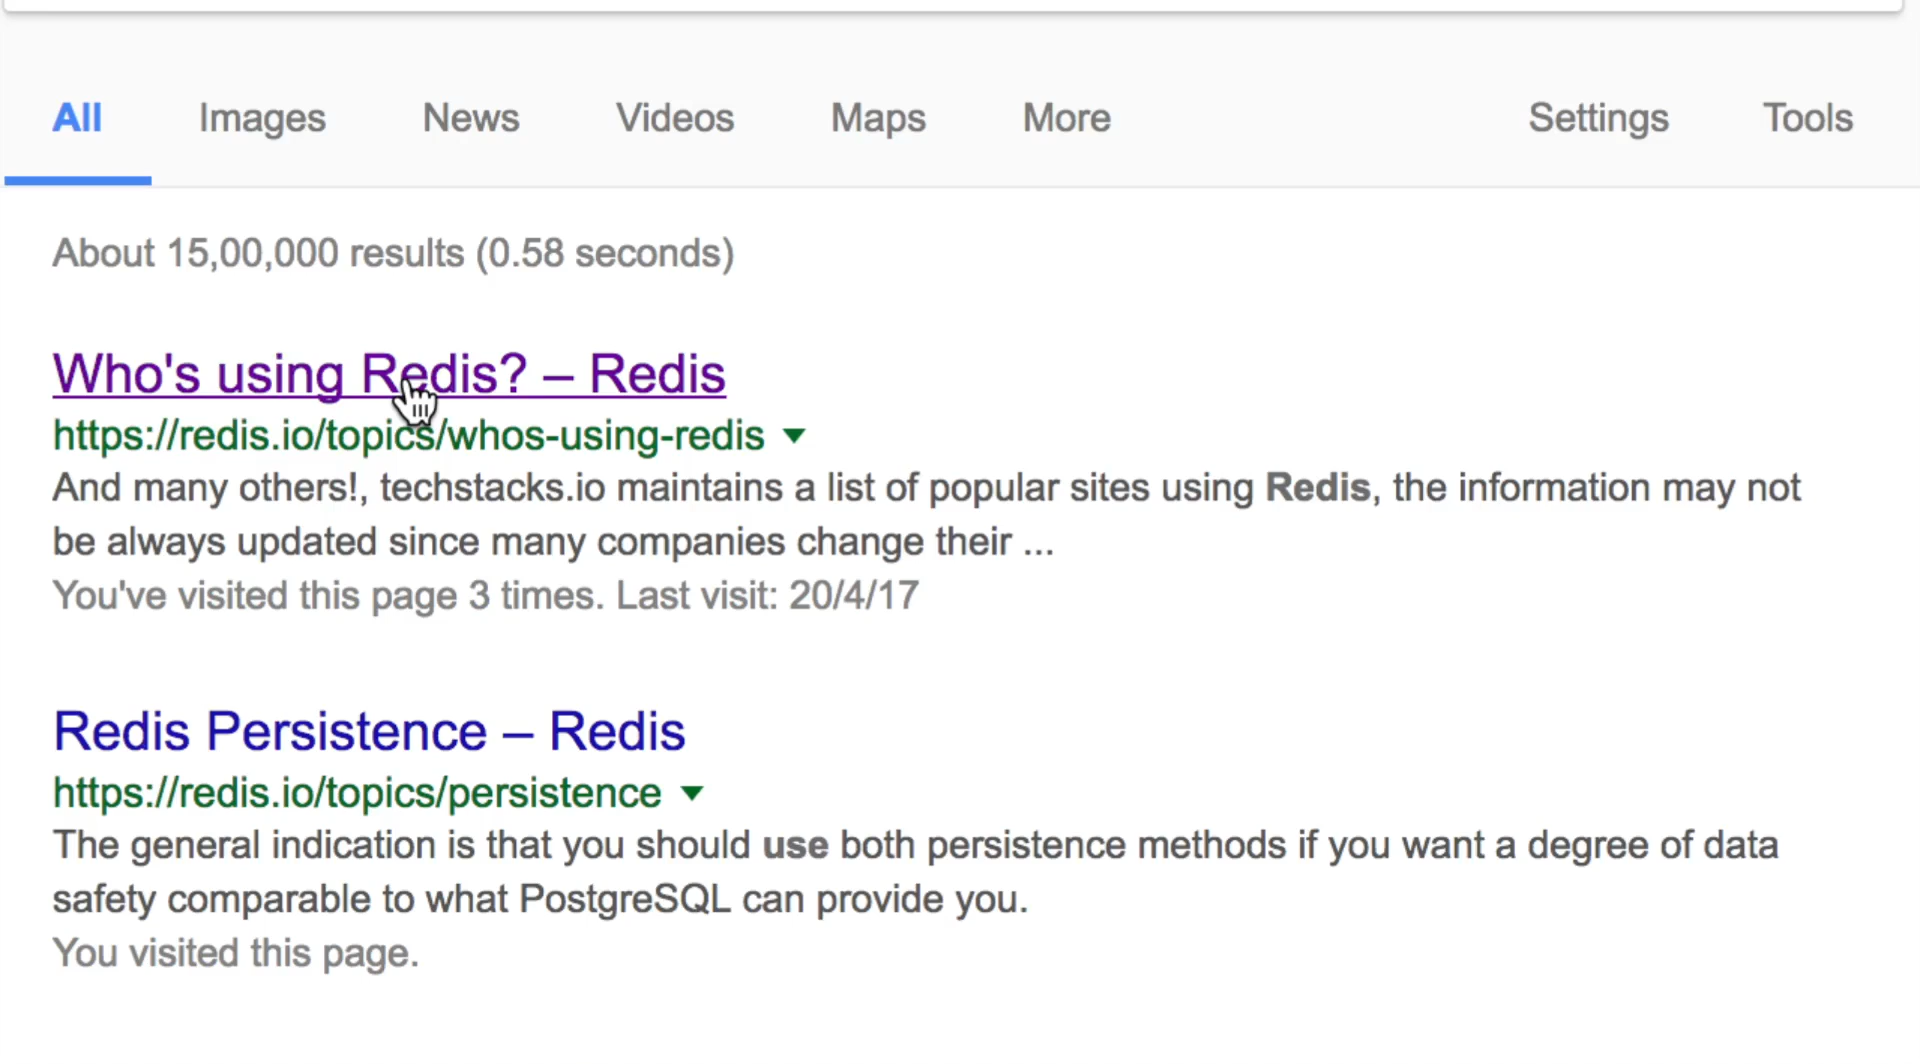 All Images News Videos Maps More Settings Tools
About 15,00,000 results (0.58 seconds)
Who's using Redis? – Redis
https://redis.io/topics/whos-using-redis
And many others!, techstacks.io maintains a list of popular sites using Redis, the information may not
be always updated since many companies change their ...
You've visited this page 3 times. Last visit: 20/4/17
Redis Persistence – Redis
https://redis.io/topics/persistence
The general indication is that you should use both persistence methods if you want a degree of data
safety comparable to what PostgreSQL can provide you.
You visited this page.